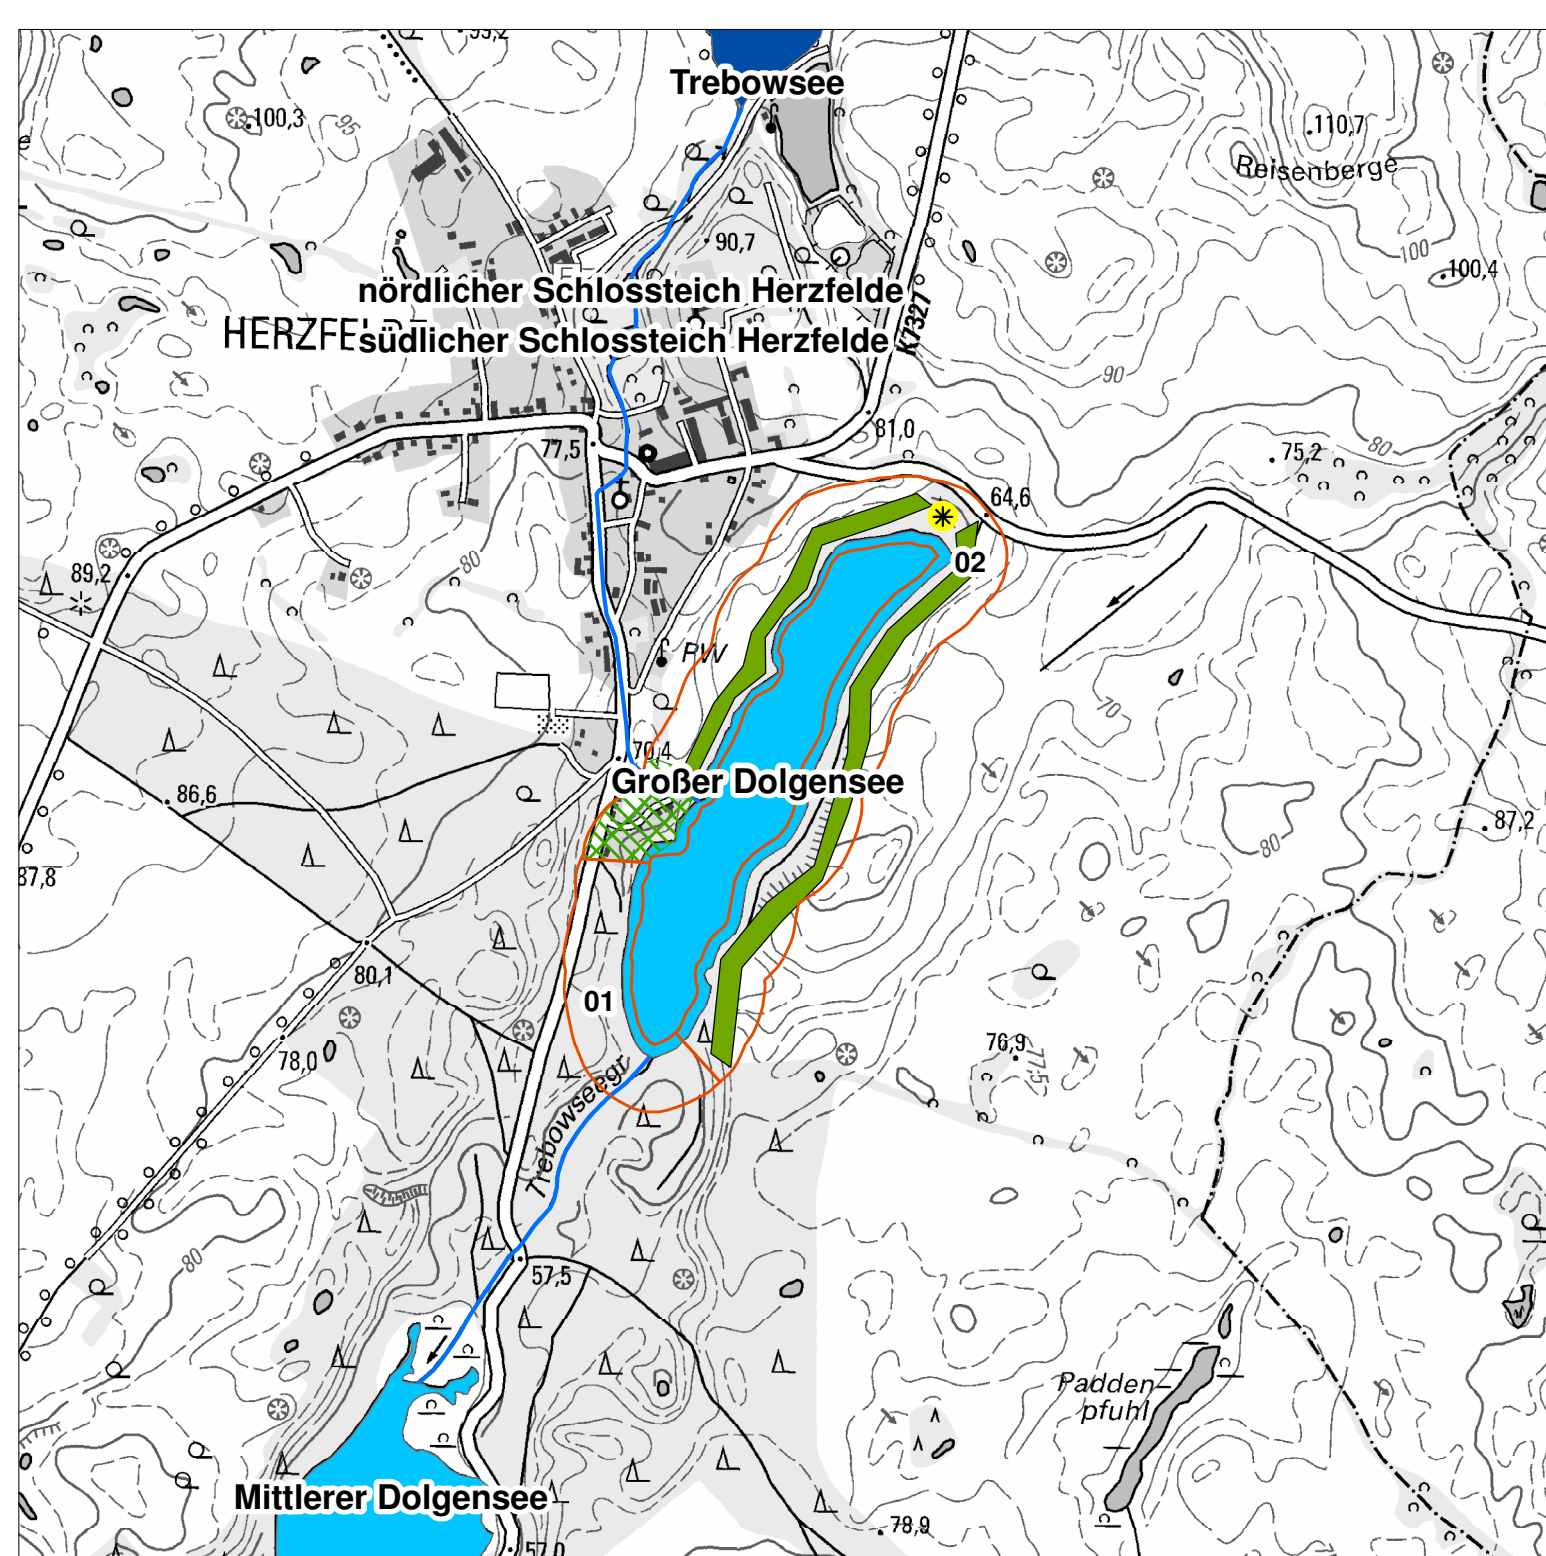 Trebowsee
100,3
95
110,7
Reisenberge
90,7
100
100,4
nördlicher Schlossteich Herzfelde
K7327
südlicher Schlossteich Herzfelde
90
81,0
80
77,5
75,2
64,6
80
89,2
02
PW
70
70,4
Großer Dolgensee
86,6
87,2
80
87,8
80,1
01
76,9
77,5
78,0
Trebowseegr.
80
57,5
Padden-
pfuhl
Mittlerer Dolgensee
78,9
57,0